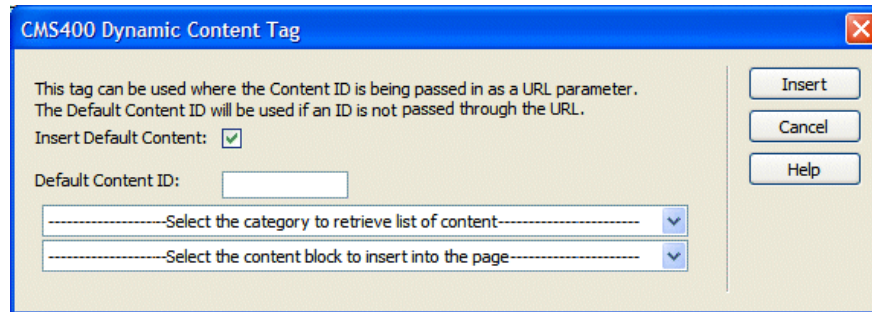 CMS400 Dynamic Content Tag
This tag can be used where the Content ID is being passed in as a URL parameter.
The Default Content ID will be used if an ID is not passed through the URL.
Insert Default Content:
Default Content ID:
--------------------Select the category to retrieve list of content------------------------
--------------------Select the content block to insert into the page----------------------
Insert
Cancel
Help